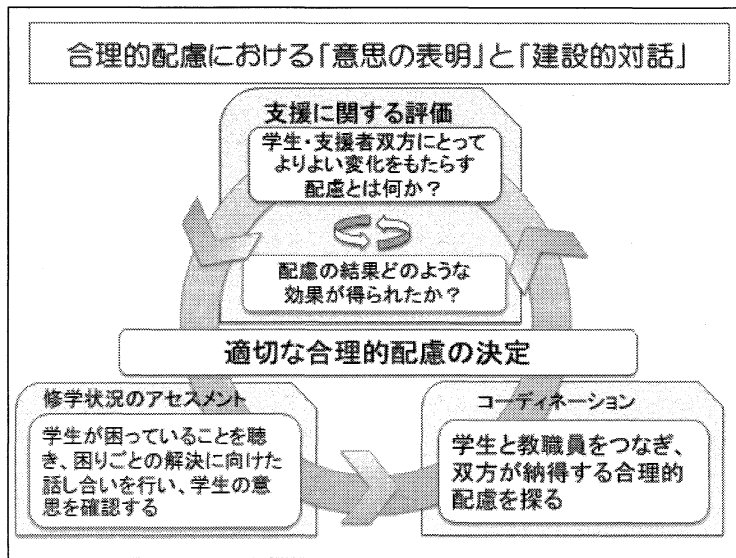 合理的配慮における「意思の表明」と「建設的対話」
支援に関する評価
学生・支援者双方にとって
よりよい変化をもたらす
配慮とは何か？
配慮の結果どのような
効果が得られたか？
適切な合理的配慮の決定
修学状況のアセスメント
学生が困っていることを聴
き、困りごとの解決に向けた
話し合いを行い、学生の意
思を確認する
コーディネーション
学生と教職員をつなぎ、
双方が納得する合理的
配慮を探る